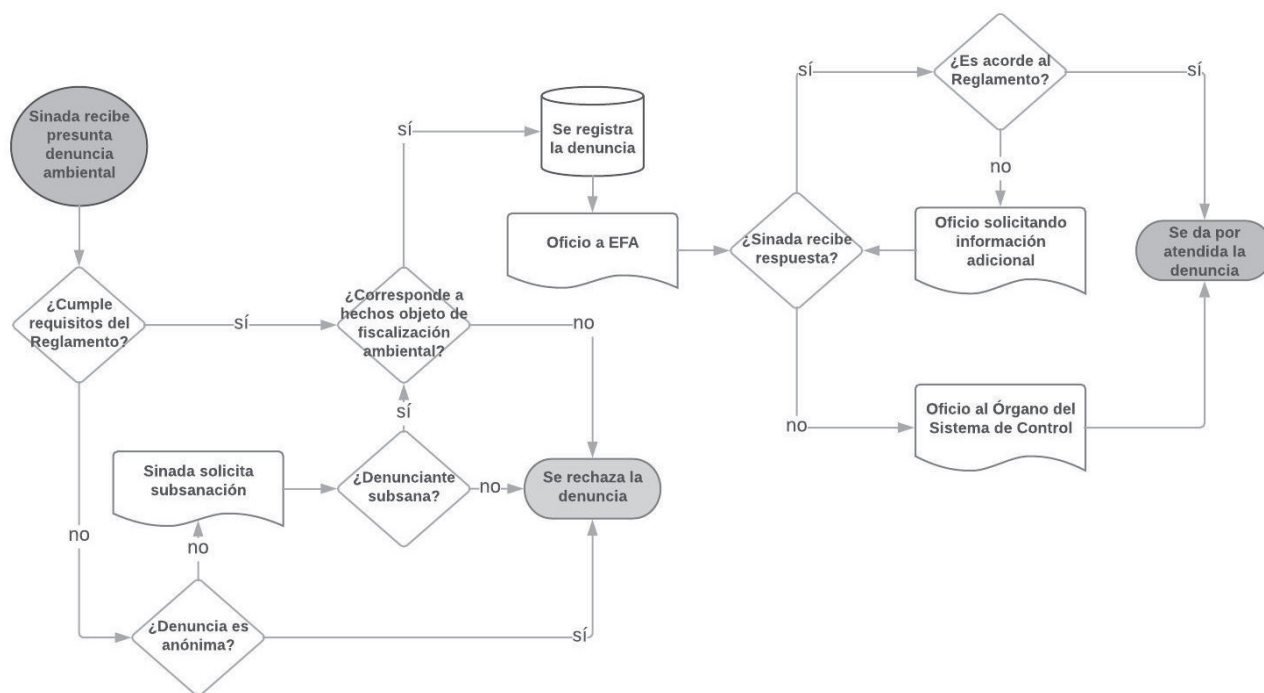 Sinada recibe
presunta
denuncia
ambiental
¿Cumple
requisitos del
Reglamento?
sí
no
¿Denuncia es
anónima?
no
sí
Sinada solicita
subsanación
¿Denunciante
subsana?
sí
no
¿Corresponde a
hechos objeto de
fiscalización
ambiental?
sí
no
Se rechaza la
denuncia
Se registra
la denuncia
Oficio a EFA
¿Sinada recibe
respuesta?
sí
no
¿Es acorde al
Reglamento?
sí
no
Oficio solicitando
información
adicional
Oficio al Órgano del
Sistema de Control
Se da por
atendida la
denuncia